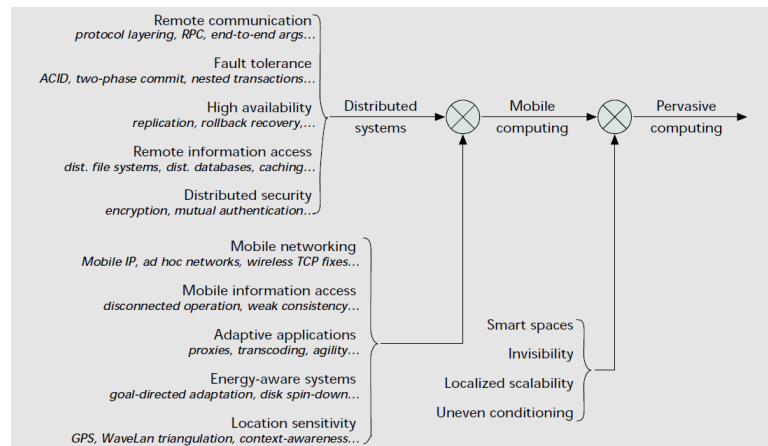 Remote communication
protocol layering, RPC, end-to-end args...
Fault tolerance
ACID, two-phase commit, nested transactions...
High availability
replication, rollback recovery,...
Remote information access
dist. file systems, dist. databases, caching...
Distributed security
encryption, mutual authentication...
Distributed
systems
Mobile
computing
Pervasive
computing
Mobile networking
Mobile IP, ad hoc networks, wireless TCP fixes...
Mobile information access
disconnected operation, weak consistency...
Adaptive applications
proxies, transcoding, agility...
Energy-aware systems
goal-directed adaptation, disk spin-down...
Location sensitivity
GPS, WaveLan triangulation, context-awareness...
Smart spaces
Invisibility
Localized scalability
Uneven conditioning